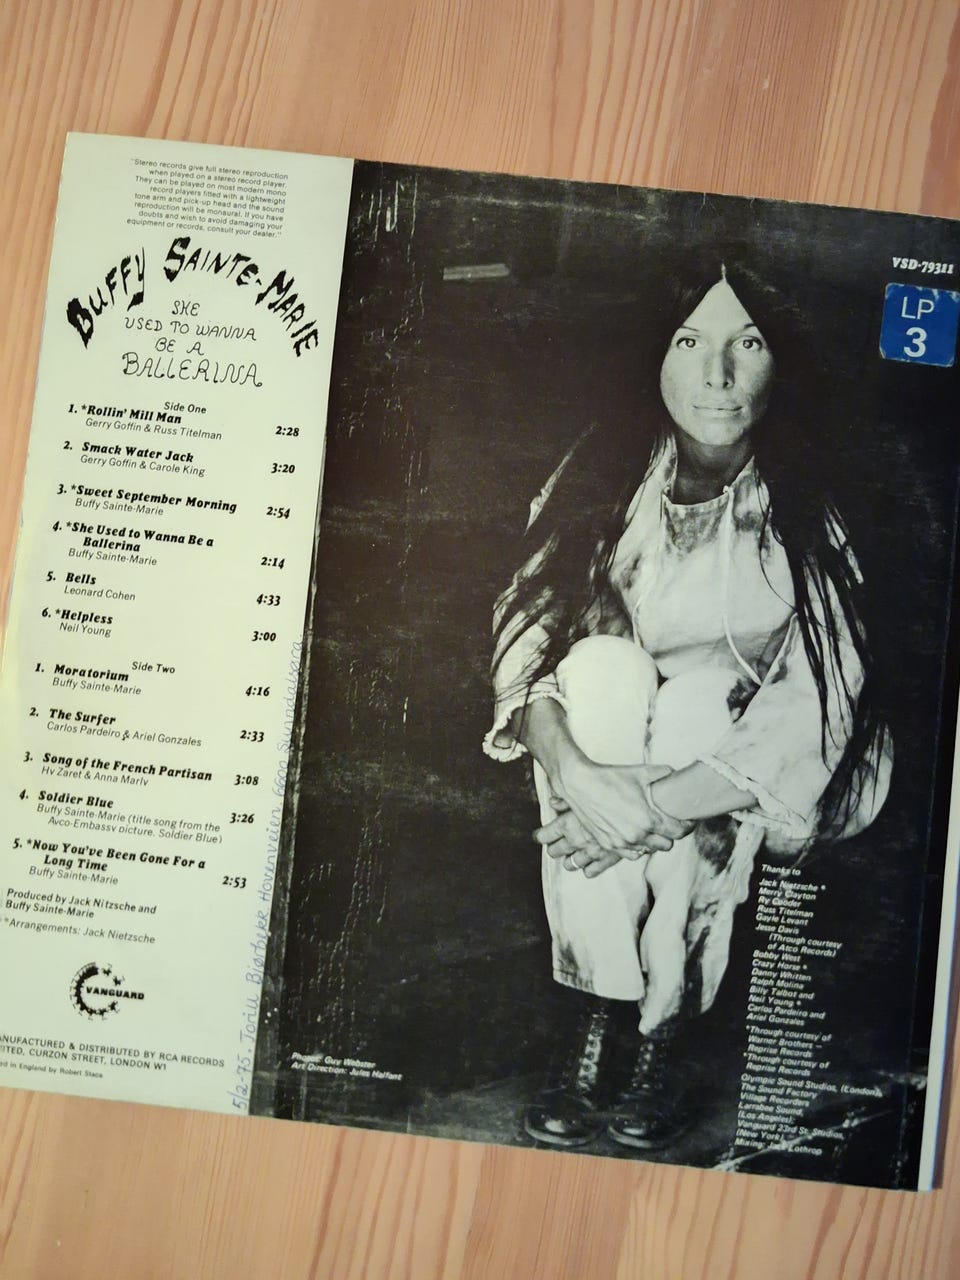 "Stereo records give full stereo reproduction
when played on a stereo record player.
They can be played on most modern mono
record players fitted with a lightweight
tone arm and pick-up head and the sound
reproduction will be monaural. If you have
doubts and wish to avoid damaging your
equipment or records, consult your dealer."
BUFFY SAINTE-MARIE
SHE
USED TO WANNA
BE A
BALLERINA
Side One
1. *Rollin' Mill Man
Gerry Goffin & Russ Titelman 2:28
2. Smack Water Jack
Gerry Goffin & Carole King 3:20
3. *Sweet September Morning
Buffy Sainte-Marie 2:54
4. *She Used to Wanna Be a
Ballerina
Buffy Sainte-Marie 2:14
5. Bells
Leonard Cohen 4:33
6. *Helpless
Neil Young 3:00
Side Two
1. Moratorium
Buffy Sainte-Marie 4:16
2. The Surfer
Carlos Pardeiro & Ariel Gonzales 2:33
3. Song of the French Partisan
Hy Zaret & Anna Marly 3:08
4. Soldier Blue
Buffy Sainte-Marie (title song from the 3:26
Avco-Embassy picture, Soldier Blue)
5. *Now You've Been Gone For a
Long Time
Buffy Sainte-Marie 2:53
Produced by Jack Nitzsche and
Buffy Sainte-Marie
*Arrangements: Jack Nietzsche
VANGUARD
ANUFACTURED & DISTRIBUTED BY RCA RECORDS
ITED, CURZON STREET, LONDON W1
ed in England by Robert Stace
5/2-75. Hovenveien 6600 Sunndalsøra
VSD-79311
LP
3
Photos: Guy Webster
Art Direction: Jules Halfant
Thanks to
Jack Nietzsche *
Merry Clayton
Ry Cooder
Russ Titelman
Gayle Levant
Jesse Davis
(Through courtesy
of Atco Records)
Bobby West
Crazy Horse *
Danny Whitten
Ralph Molina
Billy Talbot and
Neil Young *
Carlos Pardeiro and
Ariel Gonzales
*Through courtesy of
Warner Brothers —
Reprise Records
*Through courtesy of
Reprise Records
Olympic Sound Studios, (London),
The Sound Factory
Village Recorders
Larrabee Sound,
(Los Angeles);
Vanguard 23rd St. Studios,
(New York)
Mixing: Jack Lothrop